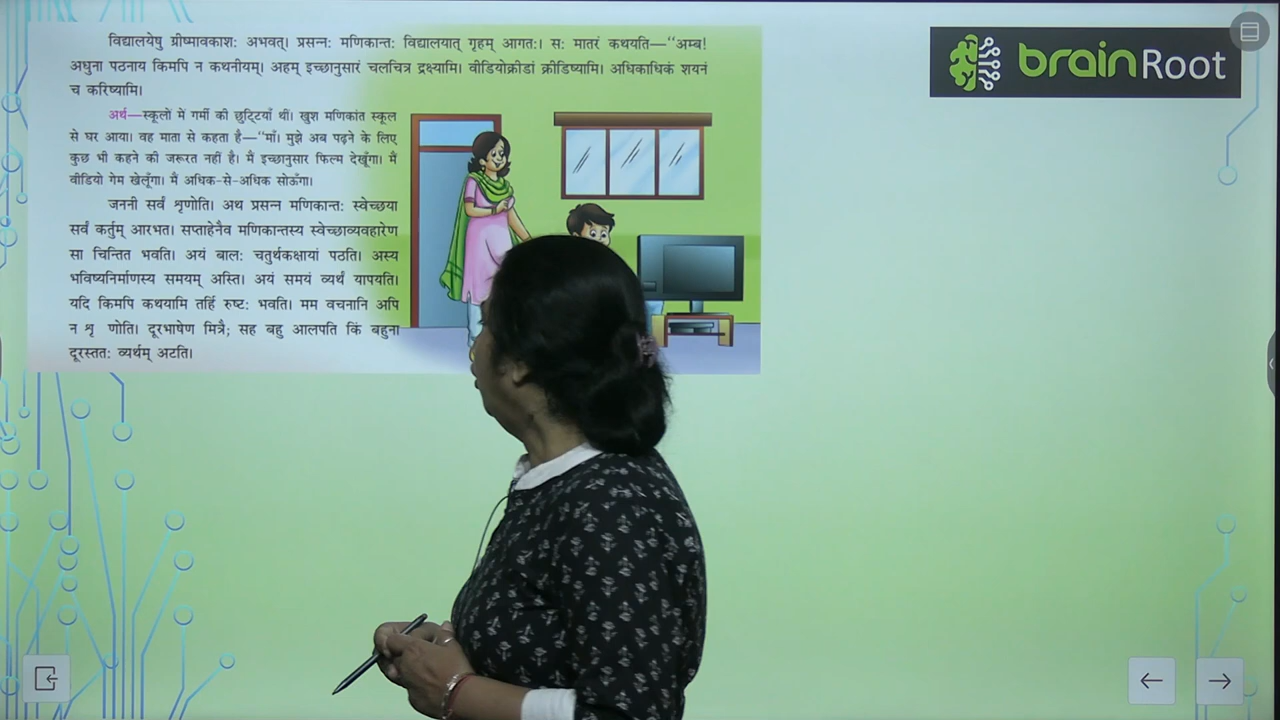 विद्यालयेषु ग्रीष्मावकाश: अभवत्। प्रसन्न: मणिकान्त: विद्यालयात् गृहम् आगत:। स: मातरं कथयति—“अम्ब!
अधुना पठनाय किमपि न कथनीयम्। अहम् इच्छानुसारं चलचित्र द्रक्ष्यामि। वीडियोक्रीडां क्रीडिष्यामि। अधिकाधिकं शयनं
च करिष्यामि।
अर्थ—स्कूलों में गर्मी की छुट्टियाँ थीं। खुश मणिकांत स्कूल
से घर आया। वह माता से कहता है—“माँ। मुझे अब पढ़ने के लिए
कुछ भी कहने की जरूरत नहीं है। मैं इच्छानुसार फिल्म देखूँगा। मैं
वीडियो गेम खेलूँगा। मैं अधिक-से-अधिक सोऊँगा।
जननी सर्वं शृणोति। अथ प्रसन्न मणिकान्त: स्वेच्छया
सर्वं कर्तुम् आरभत। सप्ताहेनैव मणिकान्तस्य स्वेच्छाव्यवहारेण
सा चिन्तित भवति। अयं बाल: चतुर्थकक्षायां पठति। अस्य
भविष्यनिर्माणस्य समयम् अस्ति। अयं समयं व्यर्थं यापयति।
यदि किमपि कथयामि तर्हि रुष्ट: भवति। मम वचनानि अपि
न शृ णोति। दूरभाषेण मित्रै; सह बहु आलपति किं बहुना
दूरस्तत: व्यर्थम् अटति।
brainRoot